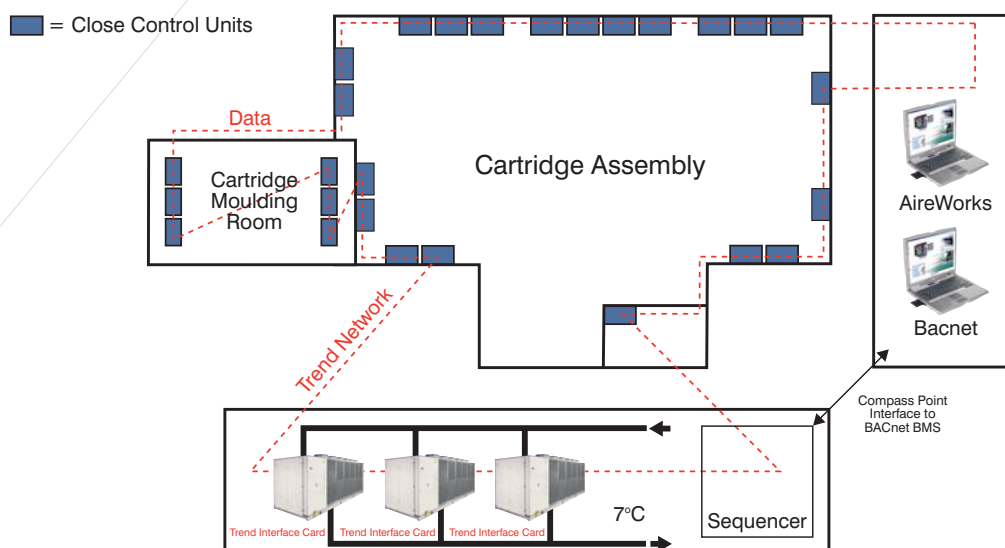 = Close Control Units
Data
Cartridge
Moulding
Room
Cartridge Assembly
AireWorks
Bacnet
Trend Network
Compass Point
Interface to
BACnet BMS
7°C
Sequencer
Trend Interface Card
Trend Interface Card
Trend Interface Card